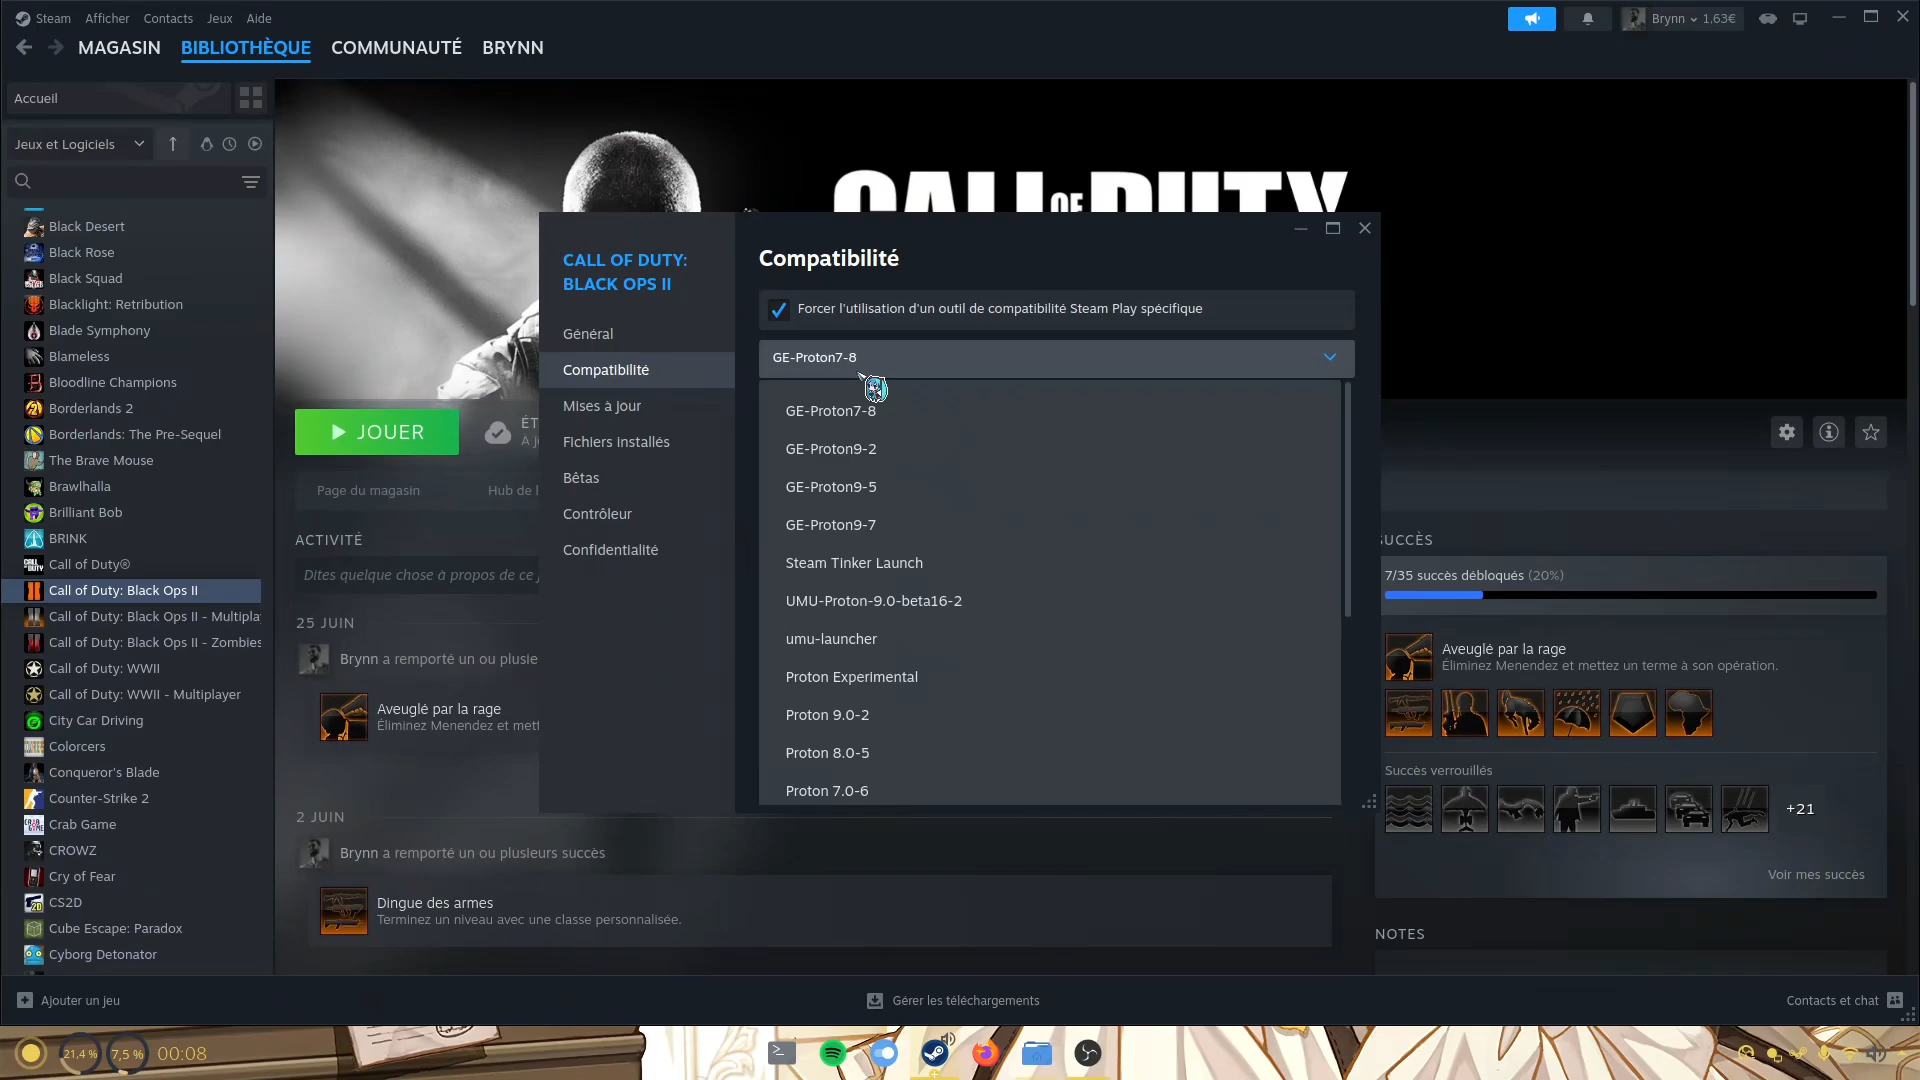 Steam Afficher Contacts Jeux Aide
Brynn 1,63€
MAGASIN BIBLIOTHÈQUE COMMUNAUTÉ BRYNN
Accueil
Jeux et Logiciels
Black Desert
Black Rose
Black Squad
Blacklight: Retribution
Blade Symphony
Blameless
Bloodline Champions
Borderlands 2
Borderlands: The Pre-Sequel
The Brave Mouse
Brawlhalla
Brilliant Bob
BRINK
Call of Duty®
Call of Duty: Black Ops II
Call of Duty: Black Ops II - Multipla
Call of Duty: Black Ops II - Zombies
Call of Duty: WWII
Call of Duty: WWII - Multiplayer
City Car Driving
Colorcers
Conqueror's Blade
Counter-Strike 2
Crab Game
CROWZ
Cry of Fear
CS2D
Cube Escape: Paradox
Cyborg Detonator
CALL OF DUTY
JOUER
ÉT
À j
Page du magasin
Hub de l
ACTIVITÉ
Dites quelque chose à propos de ce j
25 JUIN
Brynn a remporté un ou plusie
Aveuglé par la rage
Éliminez Menendez et mett
2 JUIN
Brynn a remporté un ou plusieurs succès
Dingue des armes
Terminez un niveau avec une classe personnalisée.
CALL OF DUTY:
BLACK OPS II
Général
Compatibilité
Mises à jour
Fichiers installés
Bêtas
Contrôleur
Confidentialité
Compatibilité
Forcer l'utilisation d'un outil de compatibilité Steam Play spécifique
GE-Proton7-8
GE-Proton7-8
GE-Proton9-2
GE-Proton9-5
GE-Proton9-7
Steam Tinker Launch
UMU-Proton-9.0-beta16-2
umu-launcher
Proton Experimental
Proton 9.0-2
Proton 8.0-5
Proton 7.0-6
SUCCÈS
7/35 succès débloqués (20%)
Aveuglé par la rage
Éliminez Menendez et mettez un terme à son opération.
Succès verrouillés
+21
Voir mes succès
NOTES
Ajouter un jeu
Gérer les téléchargements
Contacts et chat
21,4 % 7,5 % 00:08